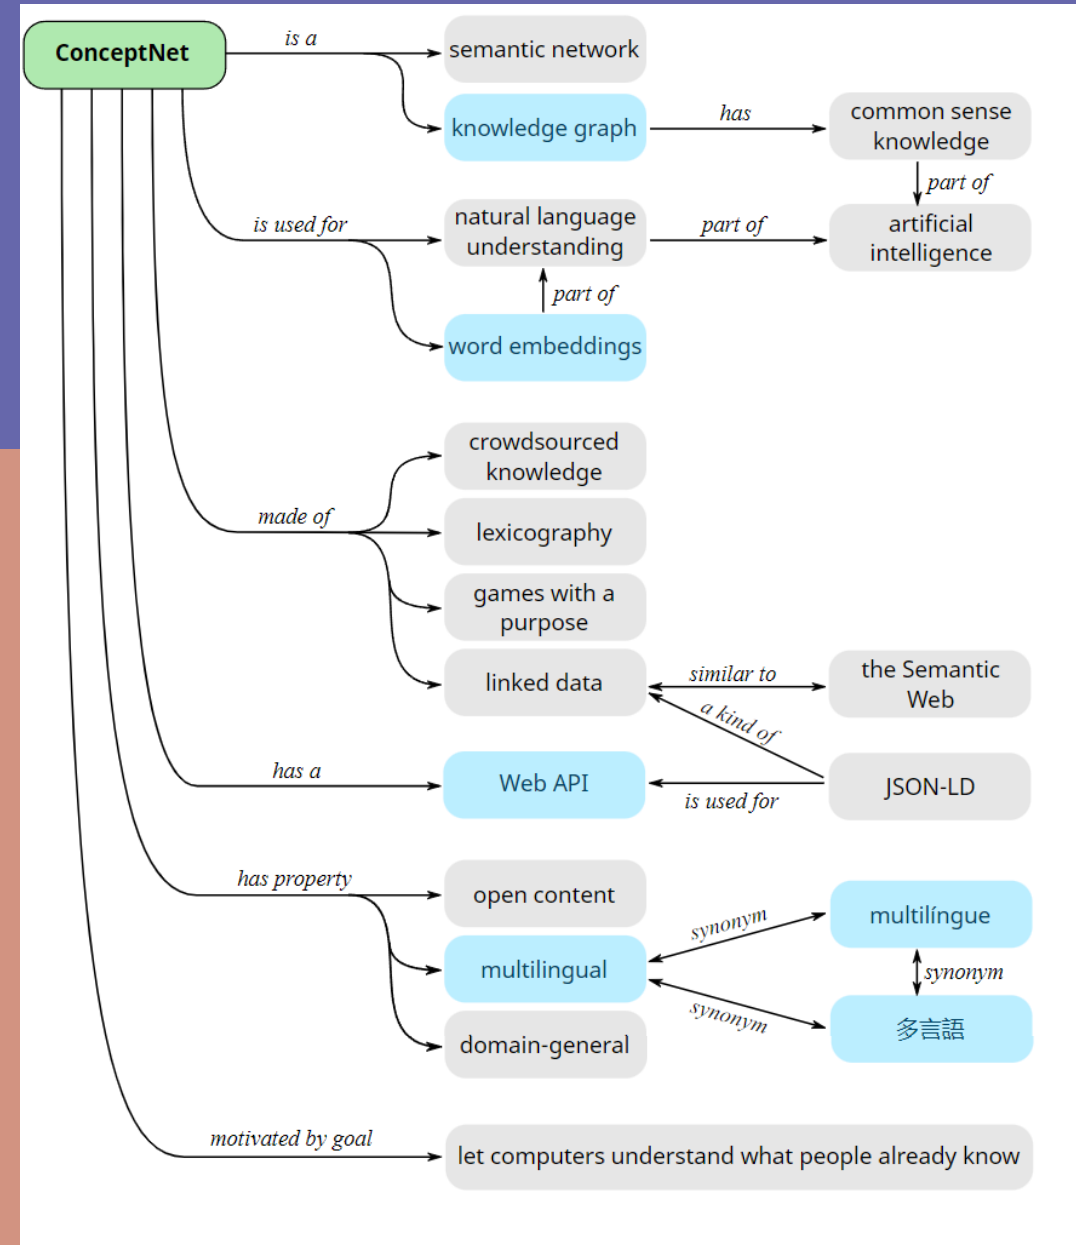 ConceptNet
is a
semantic network
knowledge graph
has
common sense
knowledge
part of
is used for
natural language
understanding
part of
artificial
intelligence
part of
word embeddings
made of
crowdsourced
knowledge
lexicography
games with a
purpose
linked data
similar to
the Semantic
Web
a kind of
has a
Web API
is used for
JSON-LD
has property
open content
multilingual
domain-general
synonym
multilíngue
synonym
synonym
多言語
motivated by goal
let computers understand what people already know